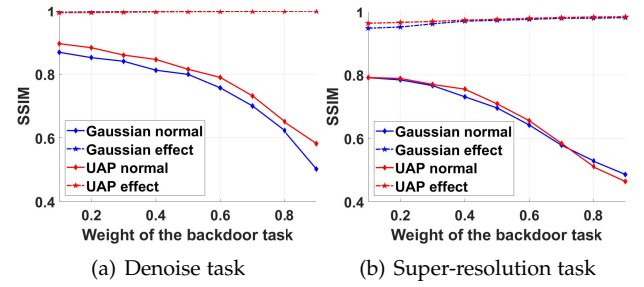 1
0.8
0.6
0.4
SSIM
Gaussian normal
Gaussian effect
UAP normal
UAP effect
0.2 0.4 0.6 0.8
Weight of the backdoor task
(a) Denoise task
1
0.8
0.6
0.4
SSIM
Gaussian normal
Gaussian effect
UAP normal
UAP effect
0.2 0.4 0.6 0.8
Weight of the backdoor task
(b) Super-resolution task